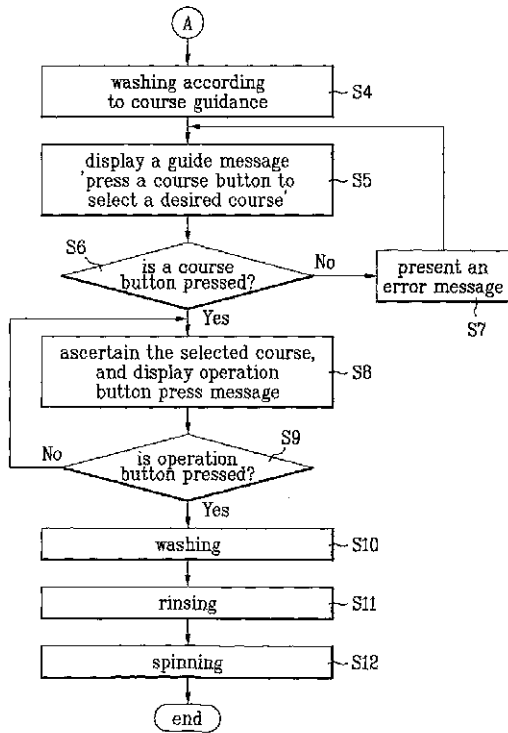 A
washing according
to course guidance
S4
display a guide message
'press a course button to
select a desired course'
S5
S6
is a course
button pressed?
No
present an
error message
S7
Yes
ascertain the selected course,
and display operation
button press message
S8
S9
No
is operation
button pressed?
Yes
washing
S10
rinsing
S11
spinning
S12
end